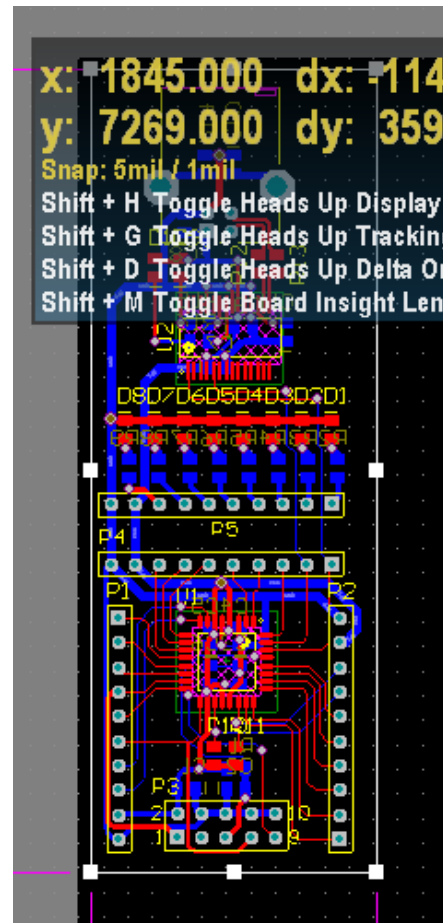 x: 1845.000 dx: -114
y: 7269.000 dy: 359
Snap: 5mil / 1mil
Shift + H Toggle Heads Up Display
Shift + G Toggle Heads Up Tracking
Shift + D Toggle Heads Up Delta Or
Shift + M Toggle Board Insight Len
U2
D8D7D6D5D4D3D2D1
P5
P4
P1
U1
P2
P3
2
10
1
9